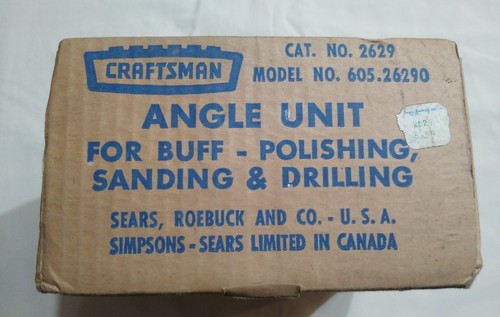 CRAFTSMAN
CAT. NO. 2629
MODEL NO. 605.26290
ANGLE UNIT
FOR BUFF - POLISHING,
SANDING & DRILLING
SEARS, ROEBUCK AND CO. - U. S. A.
SIMPSONS - SEARS LIMITED IN CANADA